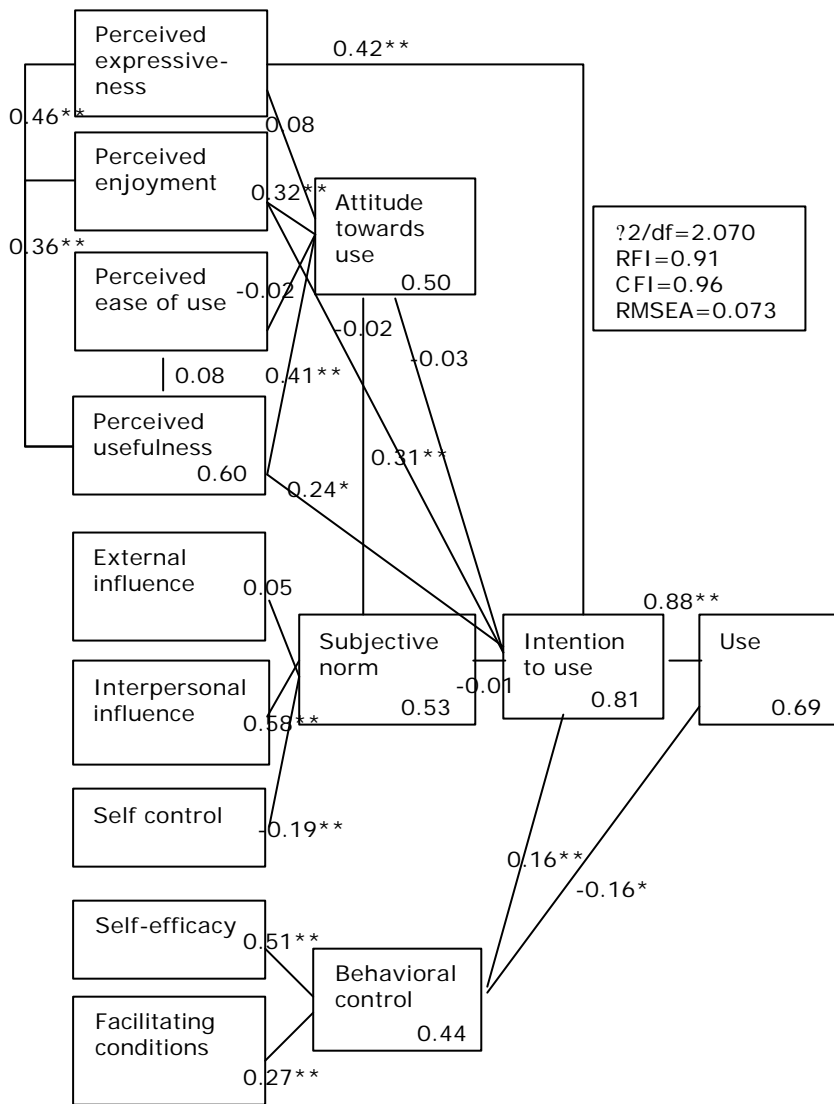 Perceived
expressive-
ness
0.42**
0.46**
0.08
Perceived
enjoyment
0.32**
Attitude
towards
use
0.50
?2/df=2.070
RFI=0.91
CFI=0.96
RMSEA=0.073
0.36**
Perceived
ease of use
-0.02
-0.02
-0.03
0.08
0.41**
Perceived
usefulness
0.60
0.31**
0.24*
External
influence
0.05
0.88**
Subjective
norm
0.53
-0.01
Intention
to use
0.81
Use
0.69
Interpersonal
influence
0.58**
Self control
-0.19**
0.16**
-0.16*
Self-efficacy
0.51**
Behavioral
control
0.44
Facilitating
conditions
0.27**